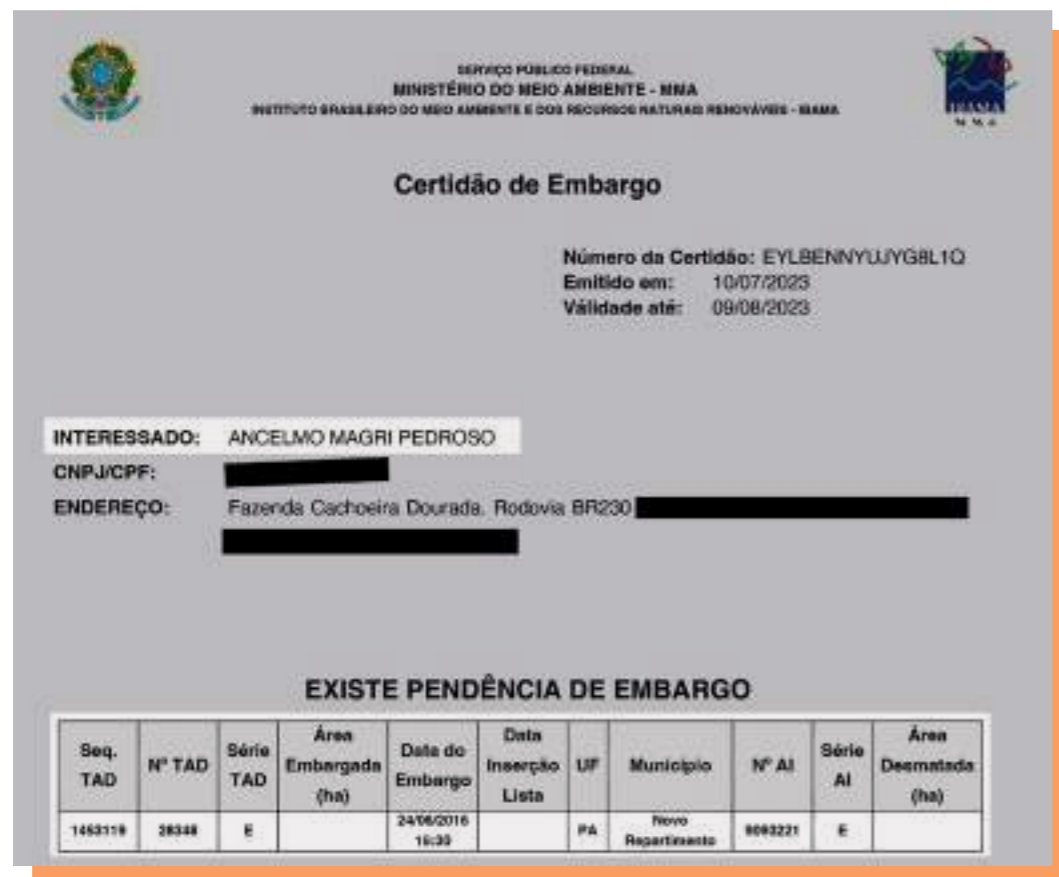 SERVIÇO PÚBLICO FEDERAL
MINISTÉRIO DO MEIO AMBIENTE - MMA
INSTITUTO BRASILEIRO DO MEIO AMBIENTE E DOS RECURSOS NATURAIS RENOVÁVEIS - IBAMA
IBAMA
M M A
Certidão de Embargo
Número da Certidão: EYLBENNYUJYG8L1Q
Emitido em: 10/07/2023
Válidade até: 09/08/2023
INTERESSADO: ANCELMO MAGRI PEDROSO
CNPJ/CPF:
ENDEREÇO: Fazenda Cachoeira Dourada, Rodovia BR230
EXISTE PENDÊNCIA DE EMBARGO
Seq. TAD Nº TAD Série TAD Área Embargada (ha) Data do Embargo Data Inserção Lista UF Município Nº AI Série AI Área Desmatada (ha)
1453119 28348 E 24/06/2016 15:30 PA Novo Repartimento 9093221 E